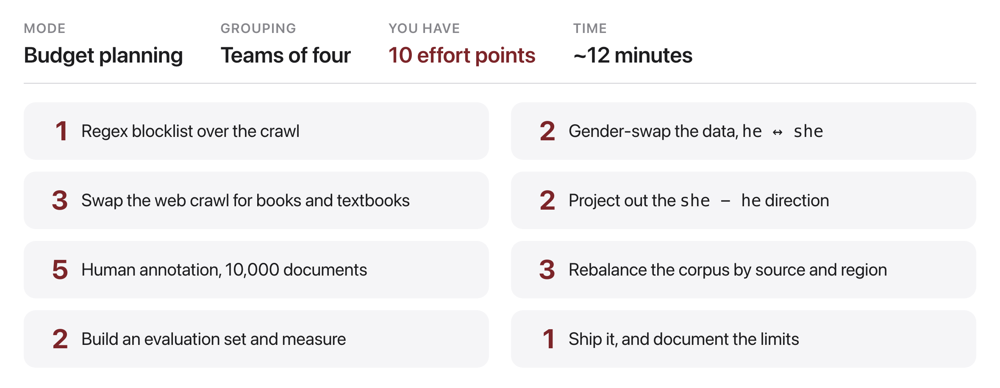 MODE
Budget planning
GROUPING
Teams of four
YOU HAVE
10 effort points
TIME
~12 minutes
1 Regex blocklist over the crawl
2 Gender-swap the data, he ↔ she
3 Swap the web crawl for books and textbooks
2 Project out the she − he direction
5 Human annotation, 10,000 documents
3 Rebalance the corpus by source and region
2 Build an evaluation set and measure
1 Ship it, and document the limits